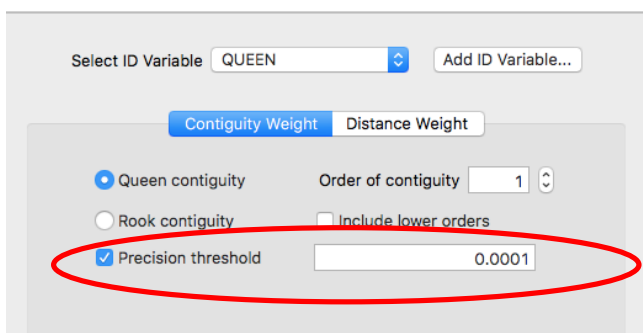 Select ID Variable QUEEN Add ID Variable...
Contiguity Weight Distance Weight
Queen contiguity Order of contiguity 1
Rook contiguity Include lower orders
Precision threshold 0.0001